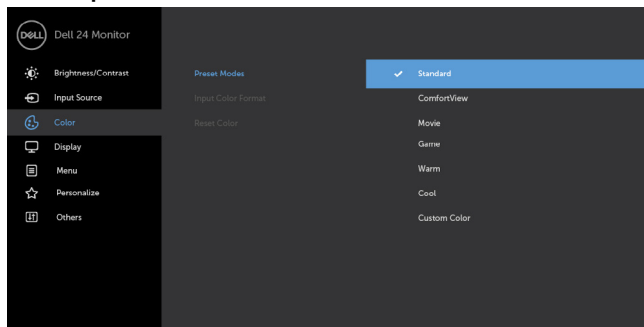 DELL Dell 24 Monitor
Brightness/Contrast Preset Modes ✓ Standard
Input Source Input Color Format ComfortView
Color Reset Color Movie
Display Game
Menu Warm
Personalize Cool
Others Custom Color